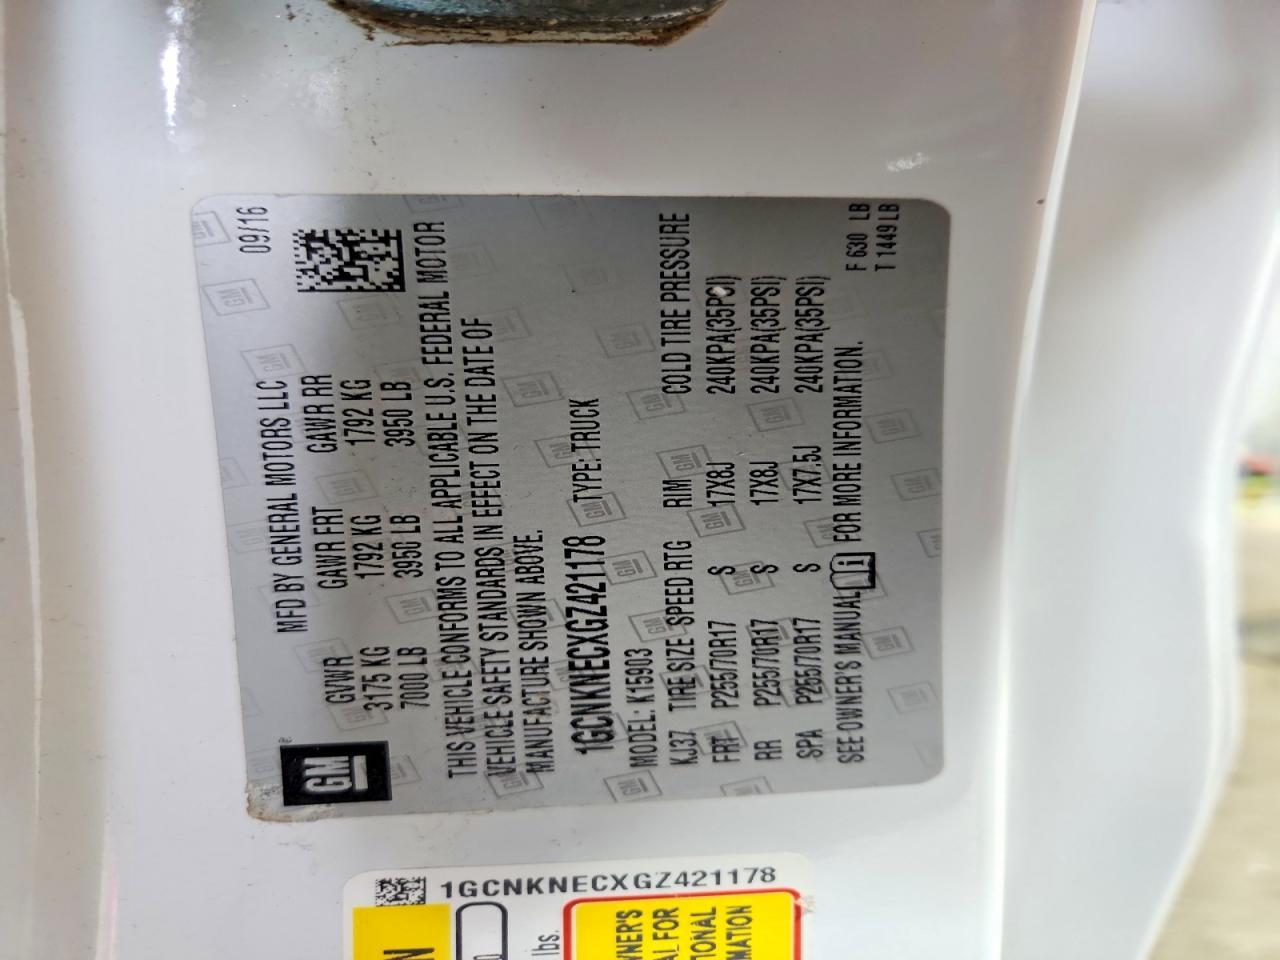 GM ®
MFD BY GENERAL MOTORS LLC 09/16
GVWR GAWR FRT GAWR RR
3175 KG 1792 KG 1792 KG
7000 LB 3950 LB 3950 LB
THIS VEHICLE CONFORMS TO ALL APPLICABLE U.S. FEDERAL MOTOR
VEHICLE SAFETY STANDARDS IN EFFECT ON THE DATE OF
MANUFACTURE SHOWN ABOVE.
1GCNKNECXGZ421178 TYPE: TRUCK
MODEL: K15903
KJ37 TIRE SIZE SPEED RTG RIM COLD TIRE PRESSURE
FRT P255/70R17 S 17X8J 240KPA(35PSI)
RR P255/70R17 S 17X8J 240KPA(35PSI)
SPA P265/70R17 S 17X7.5J 240KPA(35PSI)
SEE OWNER'S MANUAL i FOR MORE INFORMATION.
F 630 LB
T 1449 LB
1GCNKNECXGZ421178
lbs.